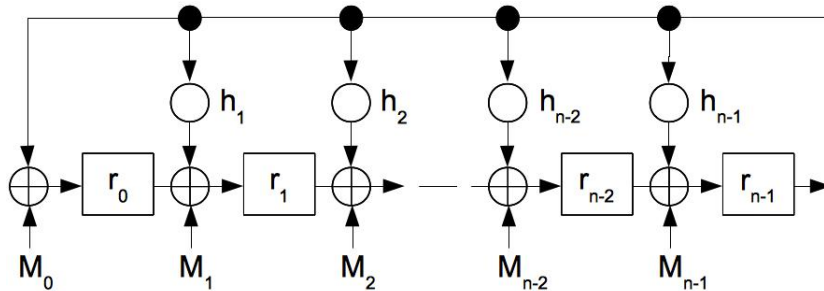 h₁ h₂ hₙ₋₂ hₙ₋₁
r₀ r₁ rₙ₋₂ rₙ₋₁
M₀ M₁ M₂ Mₙ₋₂ Mₙ₋₁